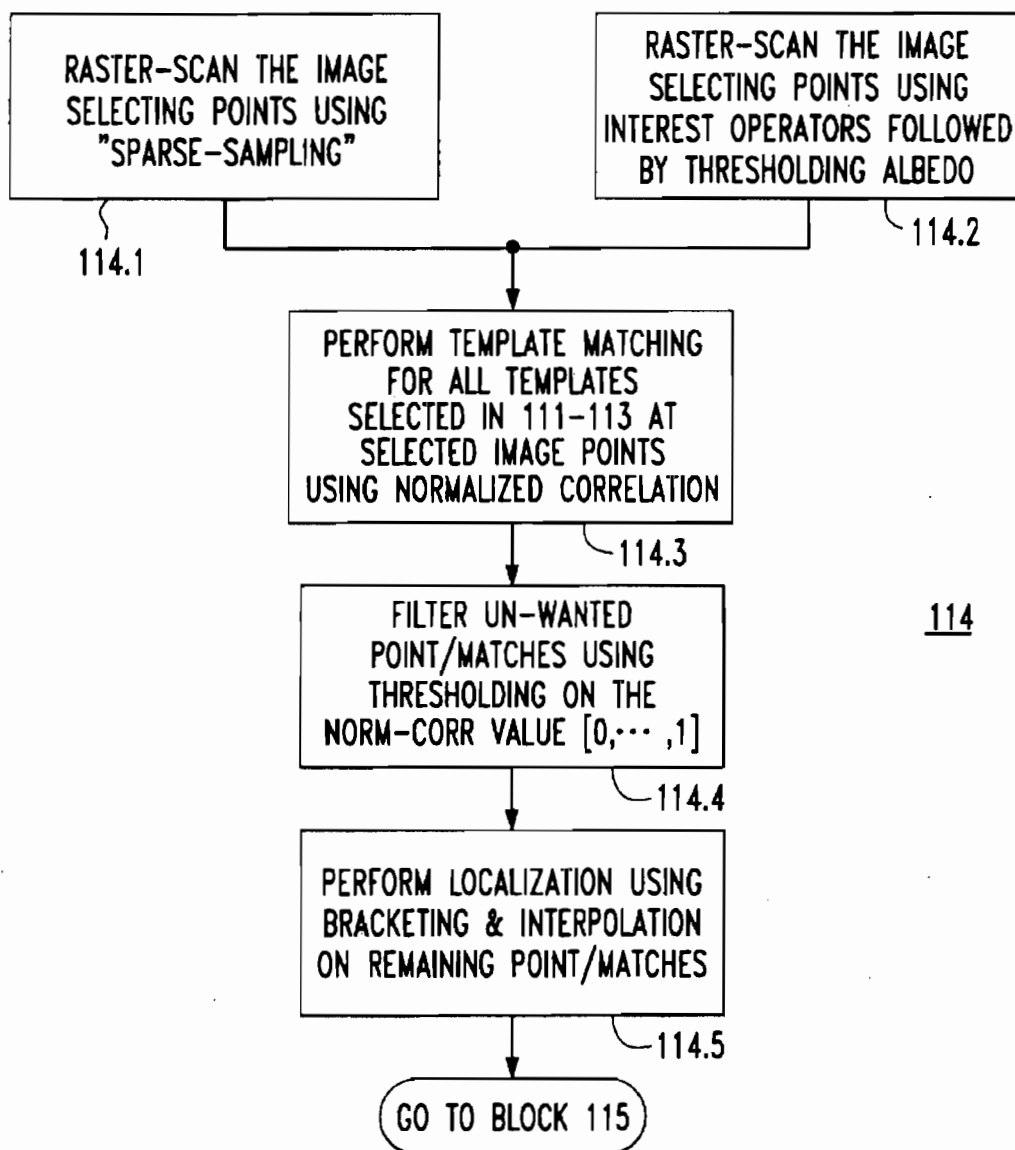 RASTER-SCAN THE IMAGE
SELECTING POINTS USING
"SPARSE-SAMPLING"
114.1
RASTER-SCAN THE IMAGE
SELECTING POINTS USING
INTEREST OPERATORS FOLLOWED
BY THRESHOLDING ALBEDO
114.2
PERFORM TEMPLATE MATCHING
FOR ALL TEMPLATES
SELECTED IN 111-113 AT
SELECTED IMAGE POINTS
USING NORMALIZED CORRELATION
114.3
FILTER UN-WANTED
POINT/MATCHES USING
THRESHOLDING ON THE
NORM-CORR VALUE [0,··· ,1]
114.4
114
PERFORM LOCALIZATION USING
BRACKETING & INTERPOLATION
ON REMAINING POINT/MATCHES
114.5
GO TO BLOCK 115